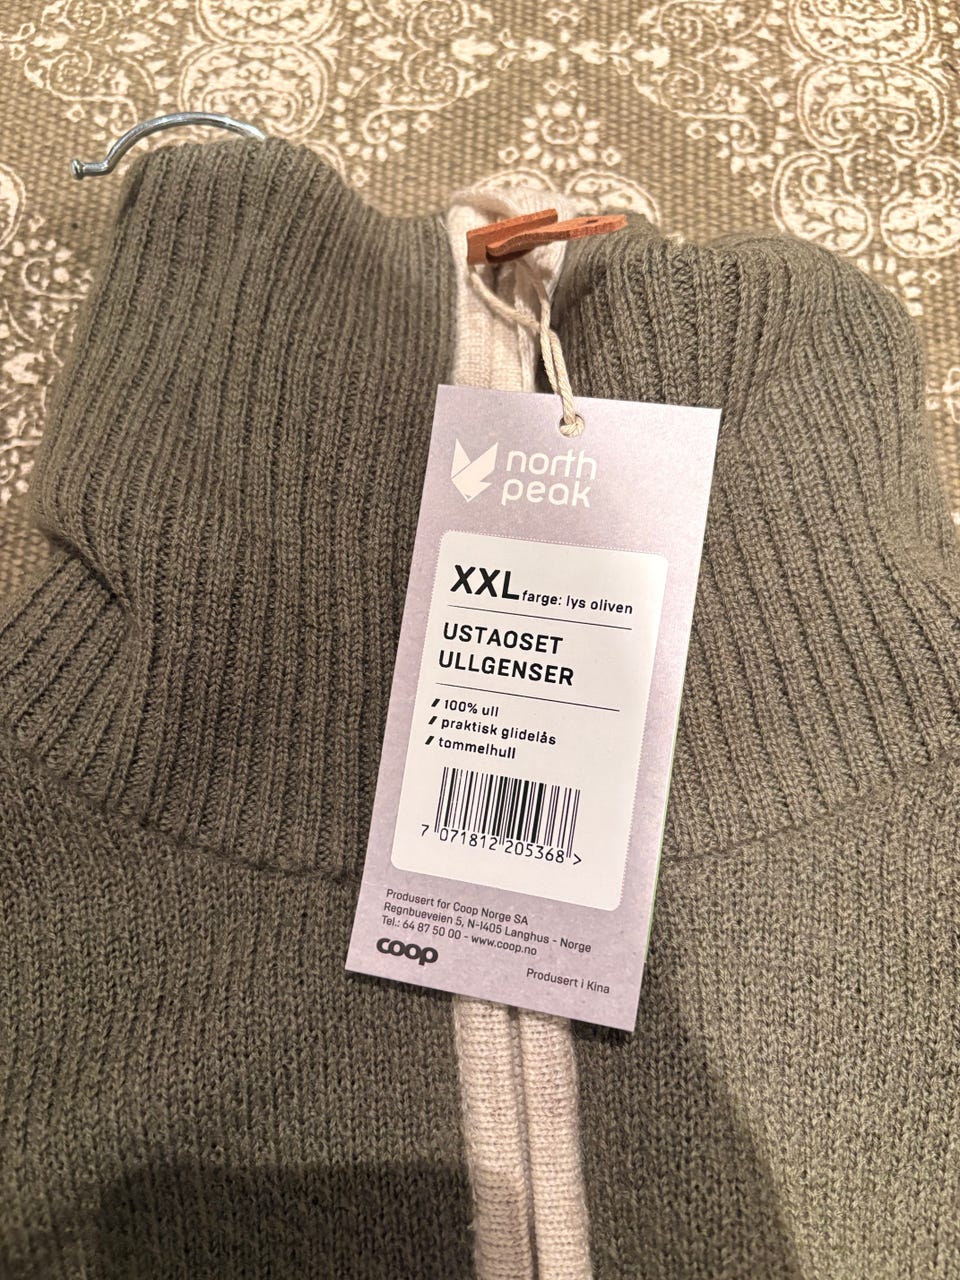 north
peak
XXL farge: lys oliven
USTAOSET
ULLGENSER
100% ull
praktisk glidelås
tommelhull
7 071812 205368 >
Produsert for Coop Norge SA
Regnbueveien 5, N-1405 Langhus - Norge
Tel.: 64 87 50 00 - www.coop.no
coop
Produsert i Kina